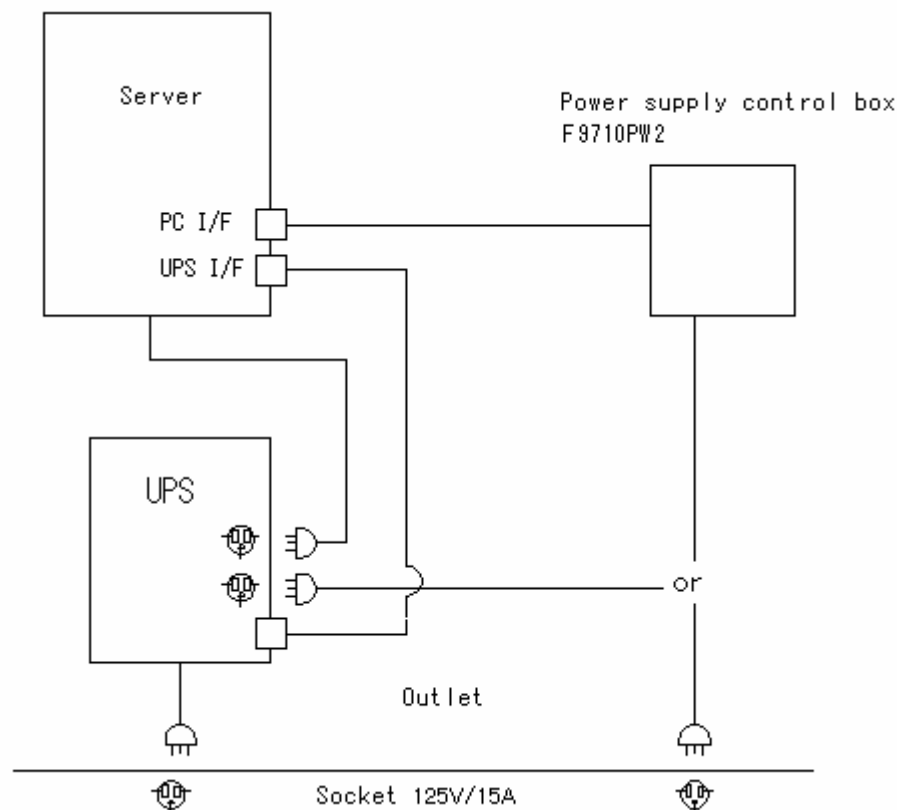 Server
Power supply control box
F9710PW2
PC I/F
UPS I/F
UPS
or
Outlet
Socket 125V/15A